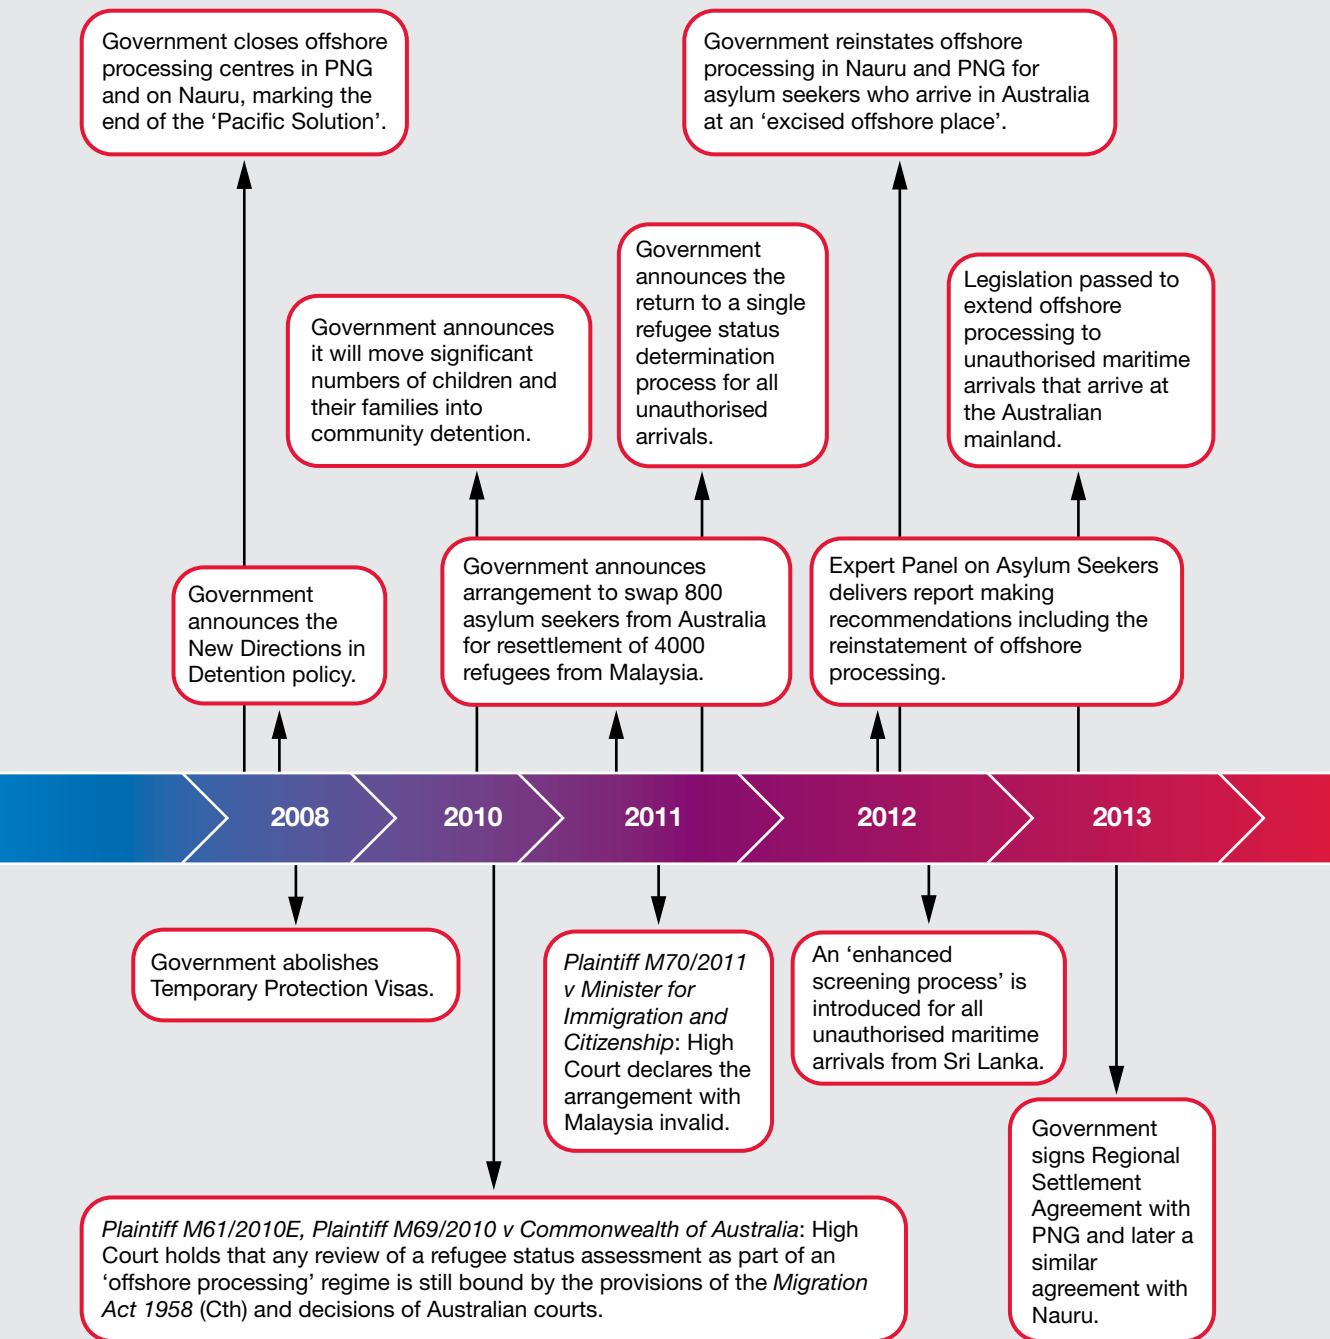 Government closes offshore
processing centres in PNG
and on Nauru, marking the
end of the ‘Pacific Solution’.
Government reinstates offshore
processing in Nauru and PNG for
asylum seekers who arrive in Australia
at an ‘excised offshore place’.
Government announces
it will move significant
numbers of children and
their families into
community detention.
Government
announces the
return to a single
refugee status
determination
process for all
unauthorised
arrivals.
Legislation passed to
extend offshore
processing to
unauthorised maritime
arrivals that arrive at
the Australian
mainland.
Government
announces the
New Directions in
Detention policy.
Government announces
arrangement to swap 800
asylum seekers from Australia
for resettlement of 4000
refugees from Malaysia.
Expert Panel on Asylum Seekers
delivers report making
recommendations including the
reinstatement of offshore
processing.
2008
2010
2011
2012
2013
Government abolishes
Temporary Protection Visas.
Plaintiff M70/2011
v Minister for
Immigration and
Citizenship: High
Court declares the
arrangement with
Malaysia invalid.
An ‘enhanced
screening process’ is
introduced for all
unauthorised maritime
arrivals from Sri Lanka.
Government
signs Regional
Settlement
Agreement with
PNG and later a
similar
agreement with
Nauru.
Plaintiff M61/2010E, Plaintiff M69/2010 v Commonwealth of Australia: High
Court holds that any review of a refugee status assessment as part of an
‘offshore processing’ regime is still bound by the provisions of the Migration
Act 1958 (Cth) and decisions of Australian courts.